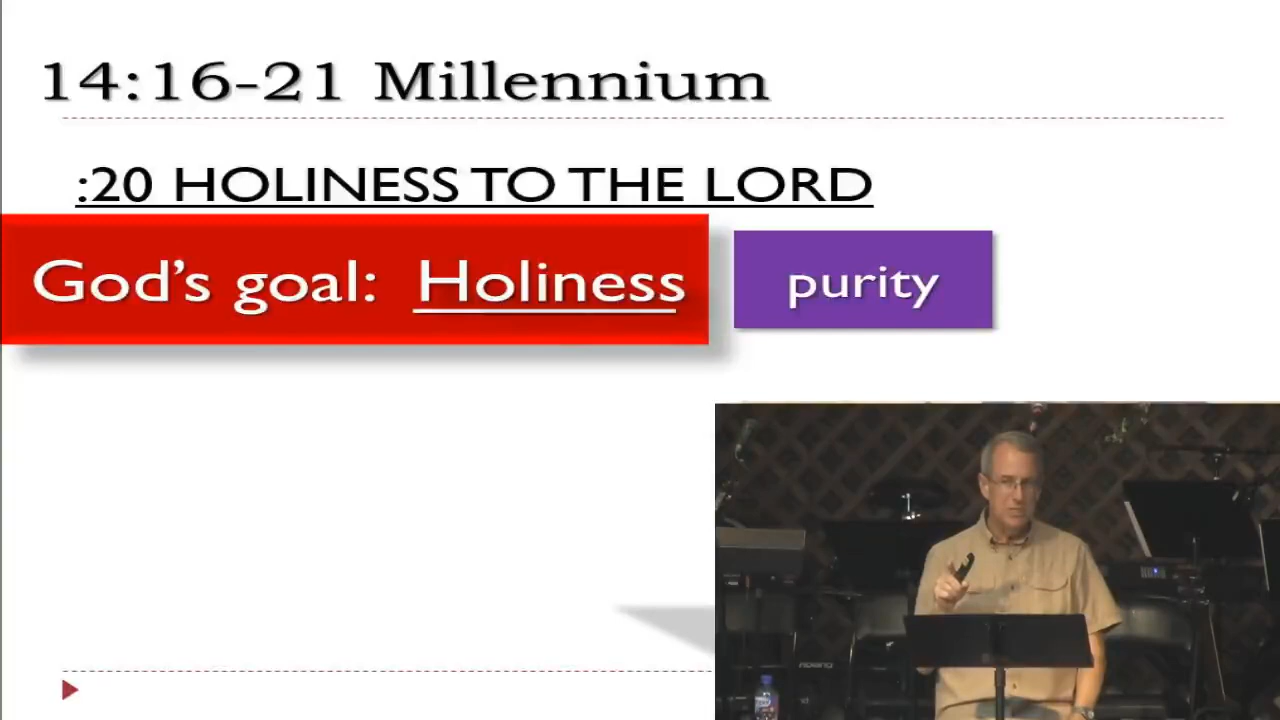 14:16-21 Millennium
:20 HOLINESS TO THE LORD
God's goal: Holiness
purity